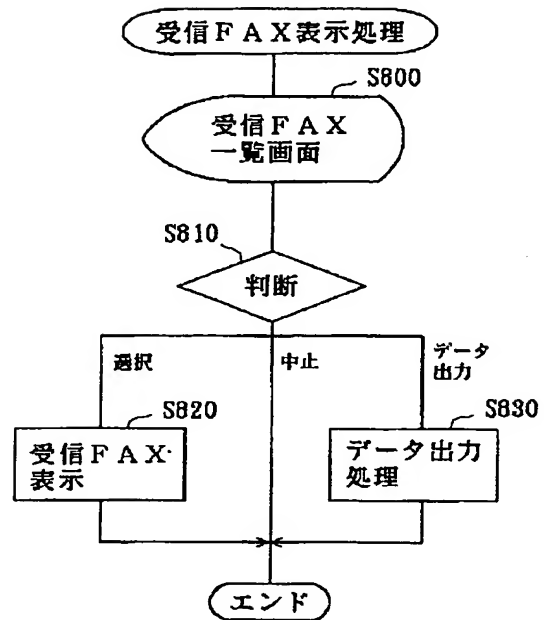 受信ＦＡＸ表示処理
S800
受信ＦＡＸ
一覧画面
S810
判断
選択
中止
データ
出力
S820
受信ＦＡＸ・
表示
S830
データ出力
処理
エンド